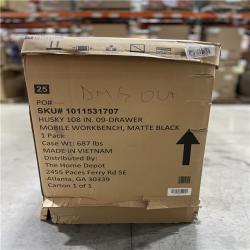 25
DMG OUT
PO#
SKU# 1011531707
HUSKY 108 IN. 09-DRAWER
MOBILE WORKBENCH, MATTE BLACK
1 Pack
Case Wt: 687 lbs
MADE IN VIETNAM
Distributed By:
The Home Depot
2455 Paces Ferry Rd SE
Atlanta, GA 30339
Carton 1 of 1